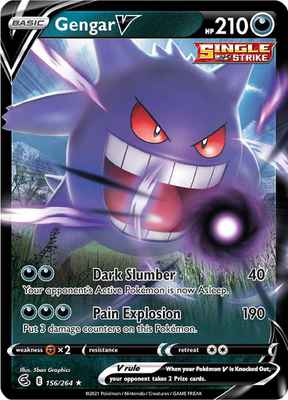 BASIC
Gengar V
HP 210
SINGLE STRIKE
Dark Slumber 40
Your opponent's Active Pokémon is now Asleep.
Pain Explosion 190
Put 3 damage counters on this Pokémon.
weakness ×2 resistance retreat
Illus. 5ban Graphics
E 156/264 ★
V rule When your Pokémon V is Knocked Out,
your opponent takes 2 Prize cards.
©2021 Pokémon / Nintendo / Creatures / GAME FREAK